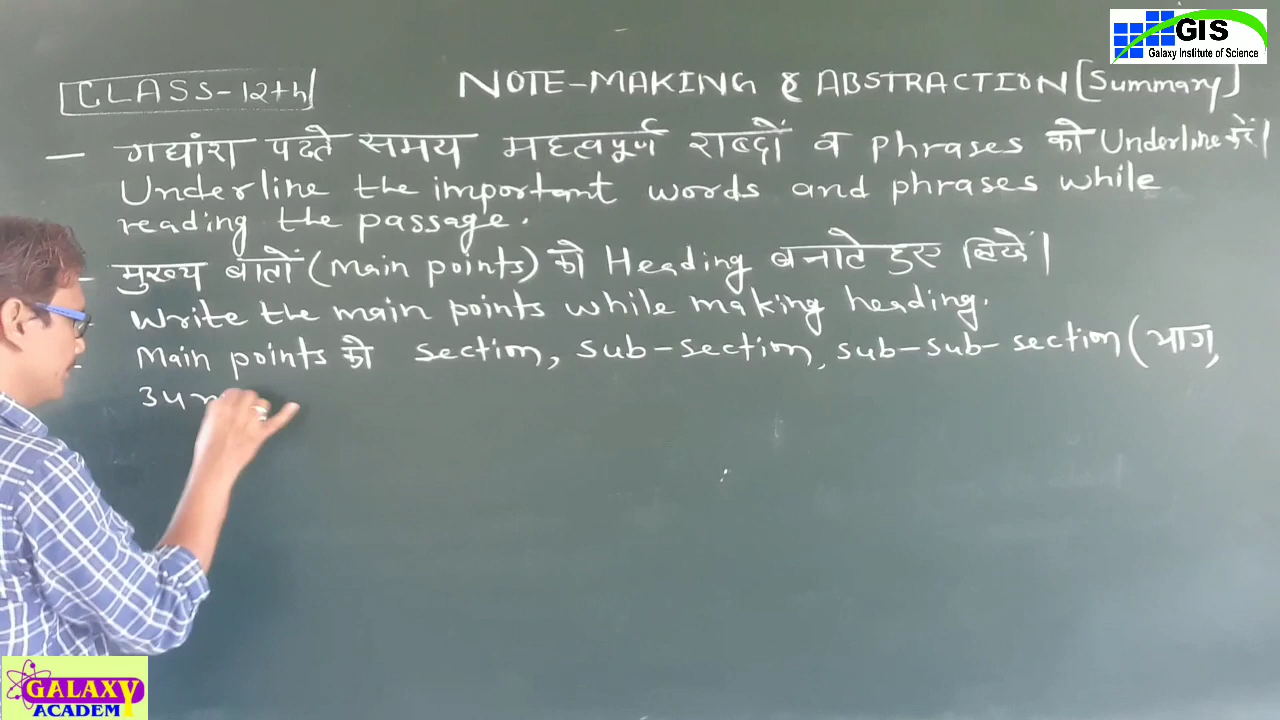 GIS
Galaxy Institute of Science
CLASS-12th
NOTE-MAKING & ABSTRACTION [Summary]
— गद्यांश पढ़ते समय महत्वपूर्ण शब्दों व phrases को Underline करें।
Underline the important words and phrases while
reading the passage.
- मुख्य बातों (main points) को Heading बनाते हुए लिखें।
Write the main points while making heading.
- Main points को section, sub-section, sub-sub-section (भाग,
GALAXY
ACADEM